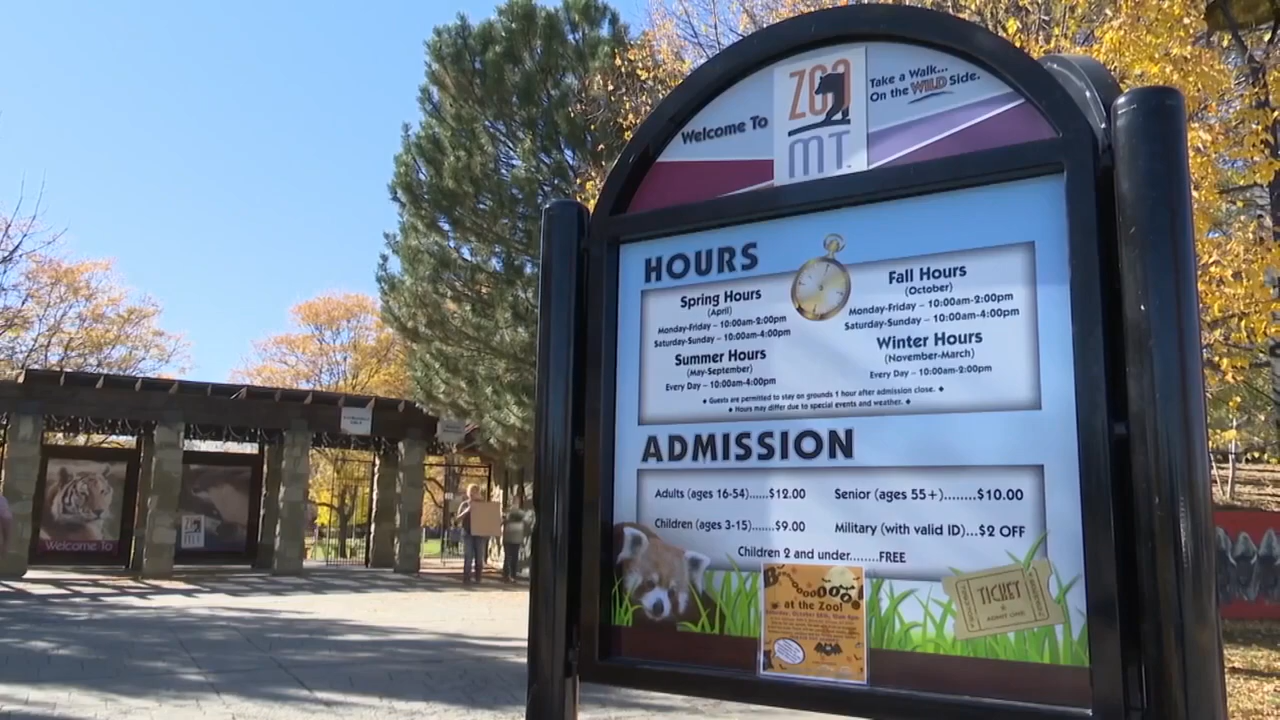 Welcome To
ZOO
MT
Take a Walk...
On the WILD Side.
HOURS
Spring Hours
(April)
Monday-Friday – 10:00am-2:00pm
Saturday-Sunday – 10:00am-4:00pm
Summer Hours
(May-September)
Every Day – 10:00am-4:00pm
Fall Hours
(October)
Monday-Friday – 10:00am-2:00pm
Saturday-Sunday – 10:00am-4:00pm
Winter Hours
(November-March)
Every Day – 10:00am-2:00pm
◆ Guests are permitted to stay on grounds 1 hour after admission close. ◆
◆ Hours may differ due to special events and weather. ◆
ADMISSION
Adults (ages 16-54)......$12.00
Children (ages 3-15).......$9.00
Senior (ages 55+)........$10.00
Military (with valid ID)...$2 OFF
Children 2 and under.......FREE
at the Zoo!
TICKET
ADMIT ONE
Welcome To
ZOO